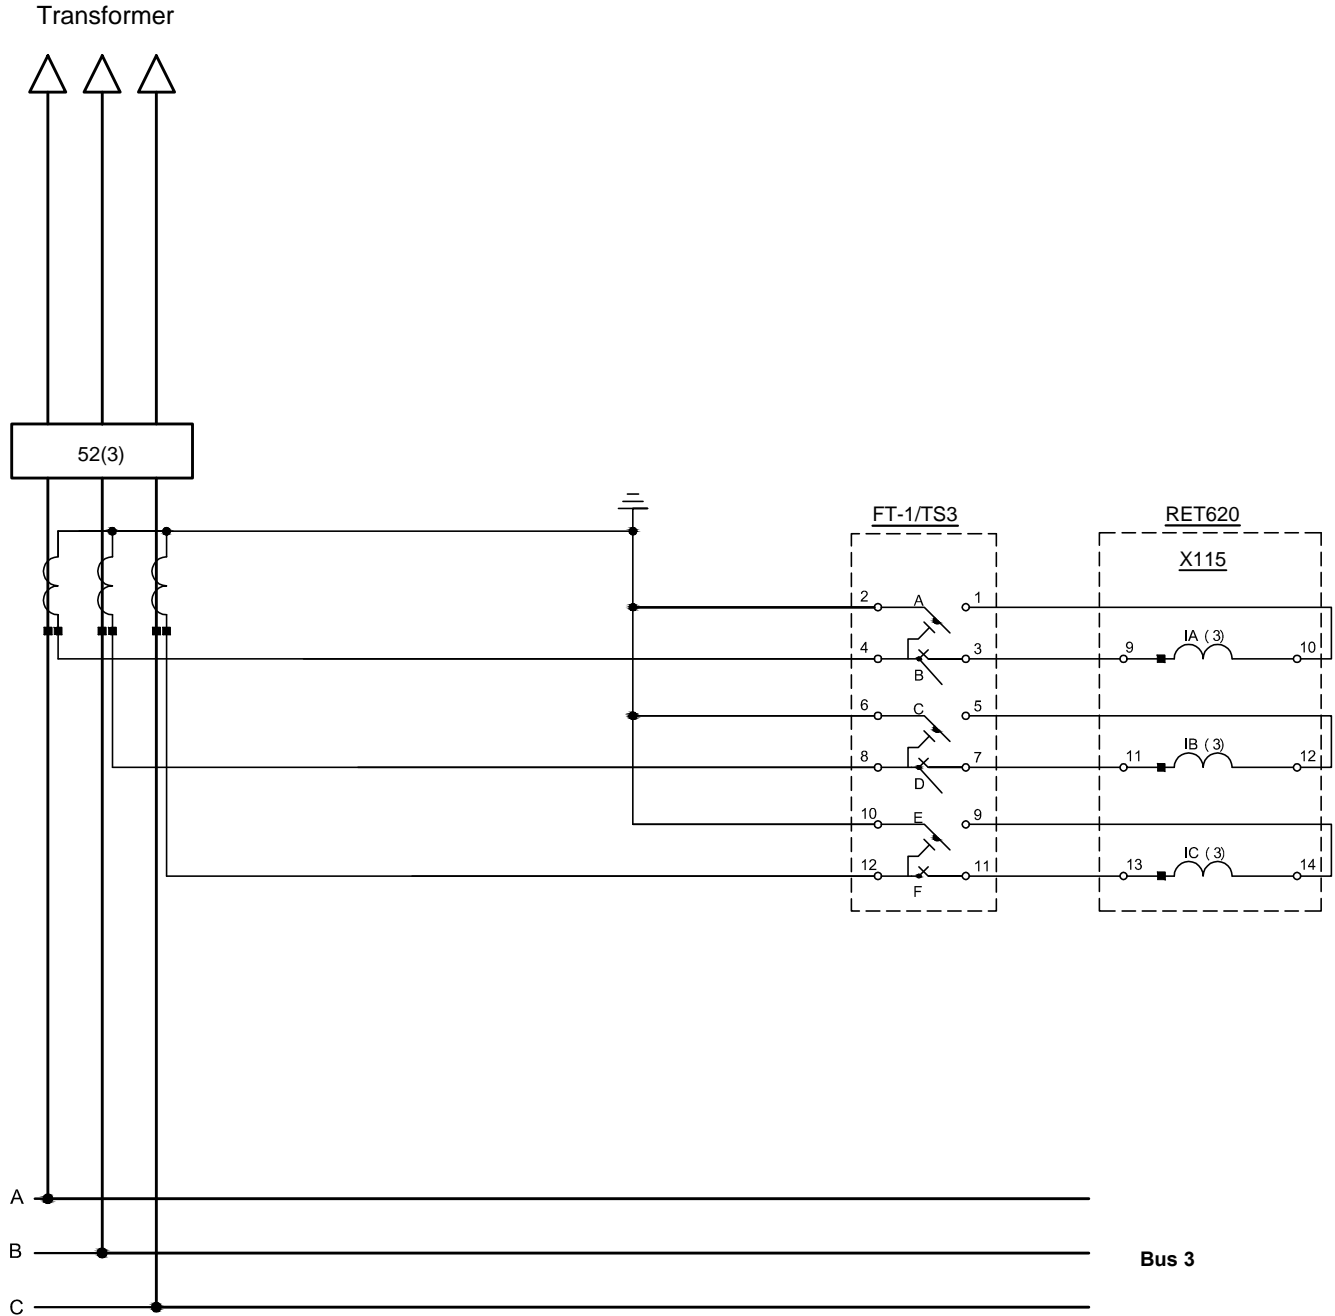 Transformer
52(3)
FT-1/TS3
RET620
X115
2 A 1
IA (3)
4 3 9 10
B
6 C 5
IB (3)
8 7 11 12
D
10 E 9
IC (3)
12 11 13 14
F
A
B
Bus 3
C